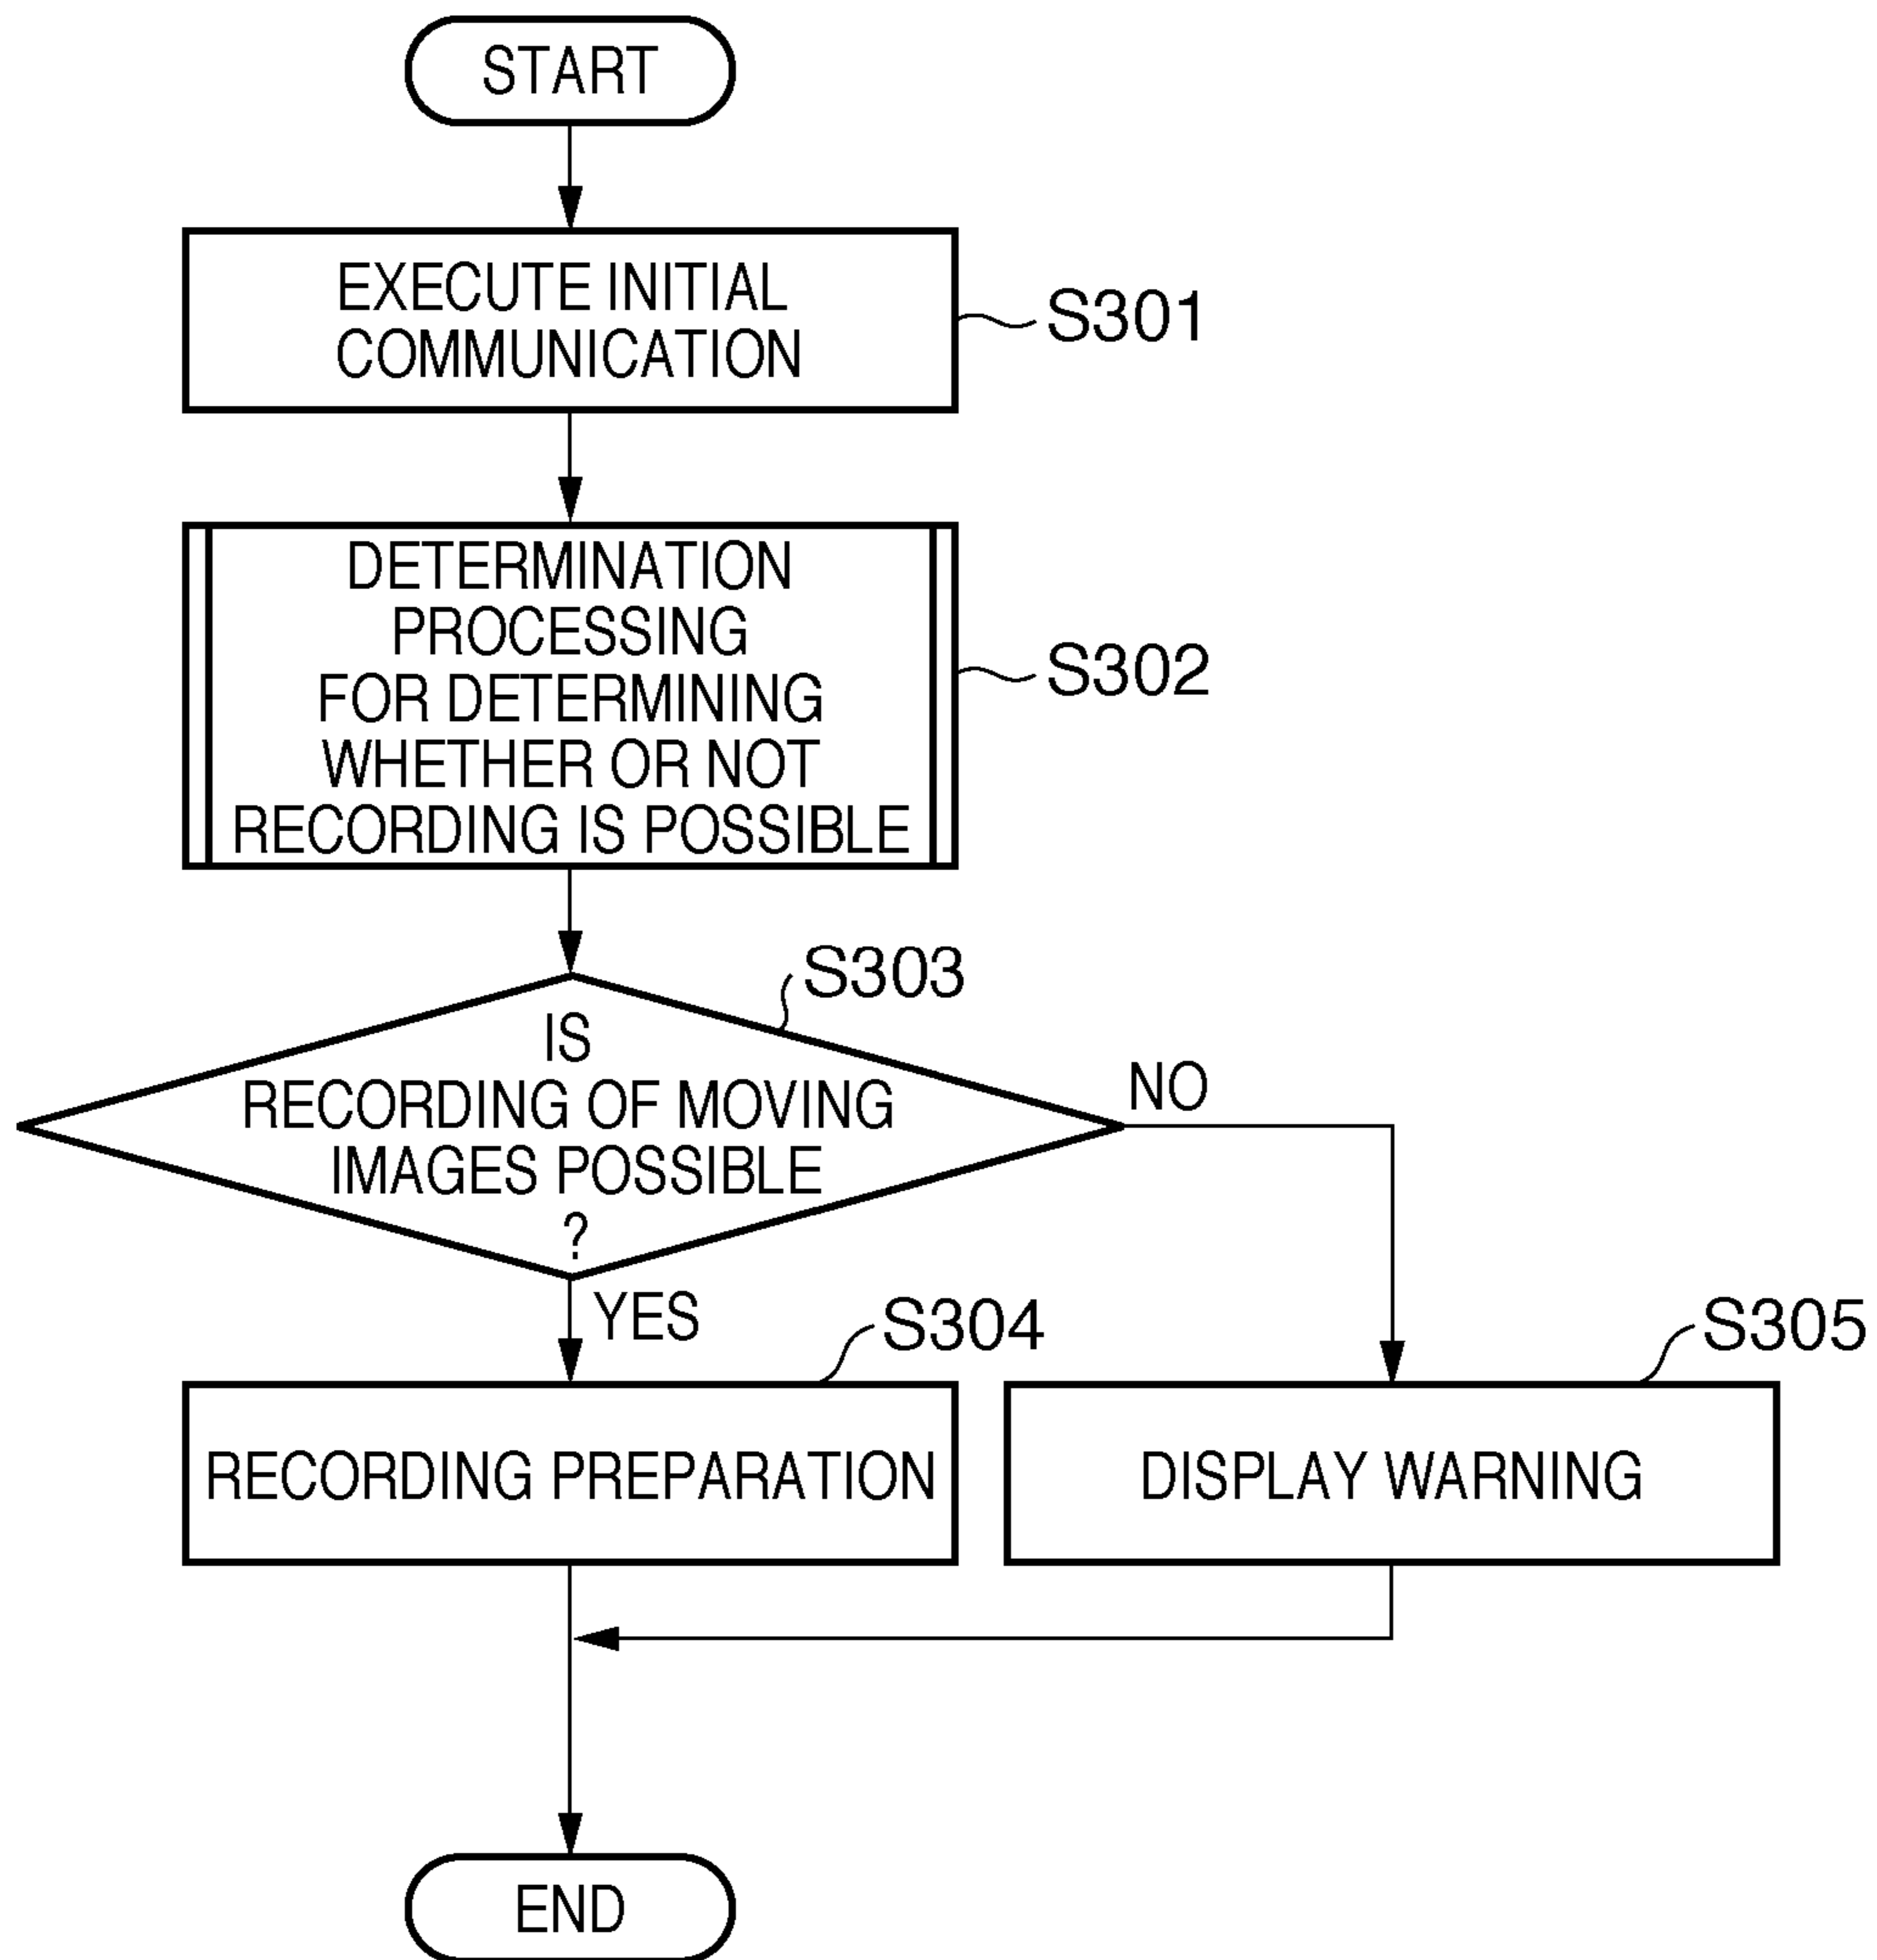 START
EXECUTE INITIAL
COMMUNICATION
S301
DETERMINATION
PROCESSING
FOR DETERMINING
WHETHER OR NOT
RECORDING IS POSSIBLE
S302
S303
IS
RECORDING OF MOVING
IMAGES POSSIBLE
?
NO
YES
S304
RECORDING PREPARATION
S305
DISPLAY WARNING
END